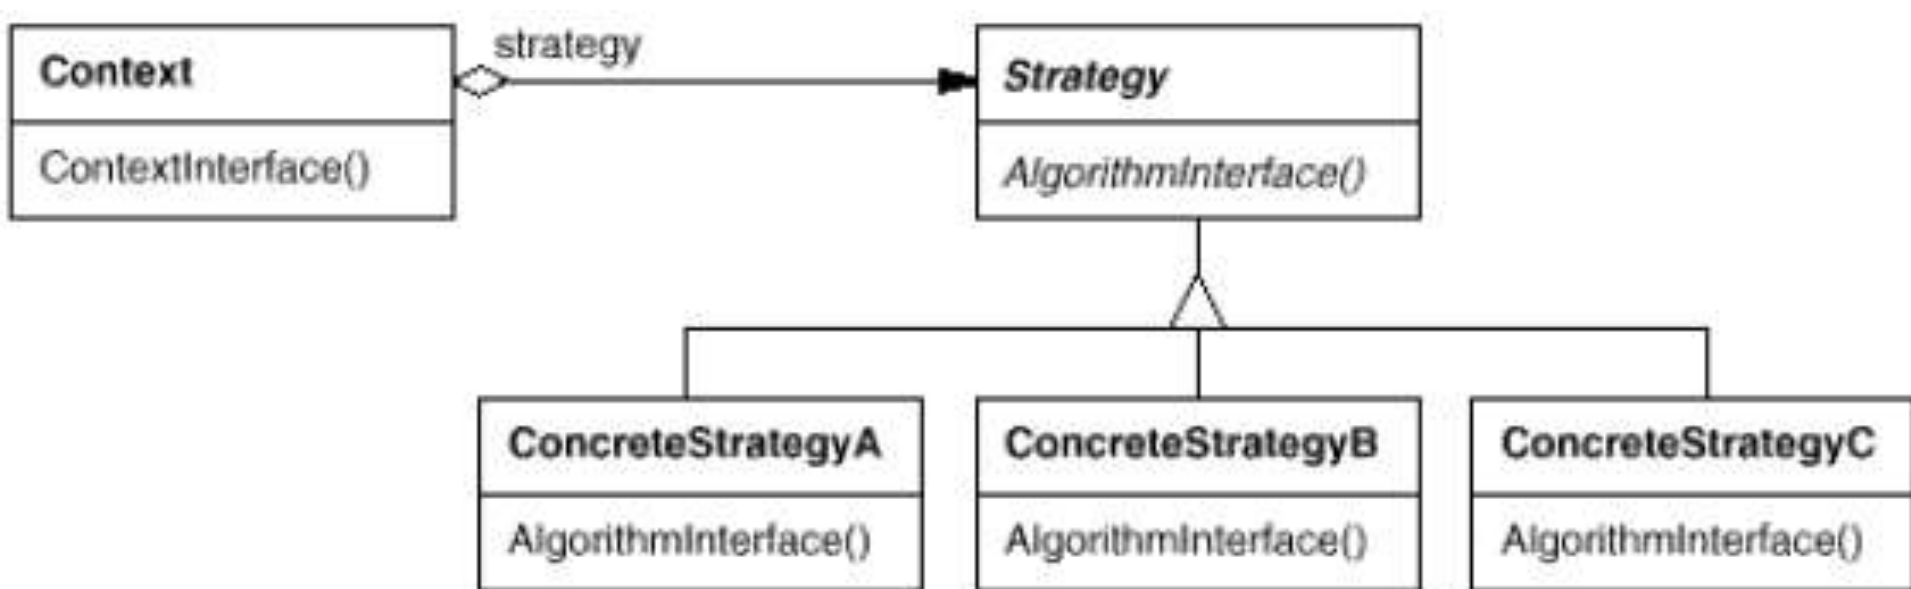 Context
ContextInterface()
strategy
Strategy
AlgorithmInterface()
ConcreteStrategyA
AlgorithmInterface()
ConcreteStrategyB
AlgorithmInterface()
ConcreteStrategyC
AlgorithmInterface()